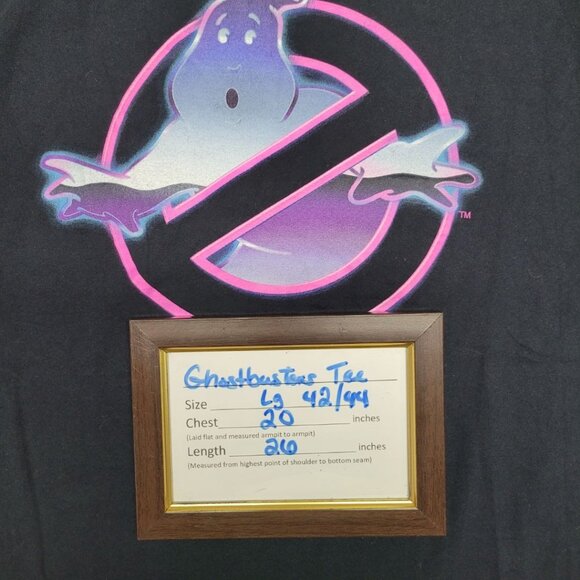 TM
Ghostbusters Tee
Size Lg 42/44
Chest 20 inches
(Laid flat and measured armpit to armpit)
Length 26 inches
(Measured from highest point of shoulder to bottom seam)